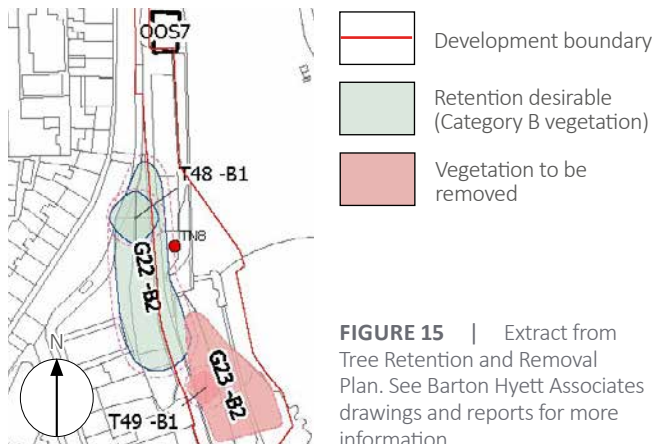 OOS7
T48 -B1
TN8
G22 -B2
G23 -B2
T49 -B1
N
Development boundary
Retention desirable
(Category B vegetation)
Vegetation to be
removed
FIGURE 15 | Extract from
Tree Retention and Removal
Plan. See Barton Hyett Associates
drawings and reports for more
information